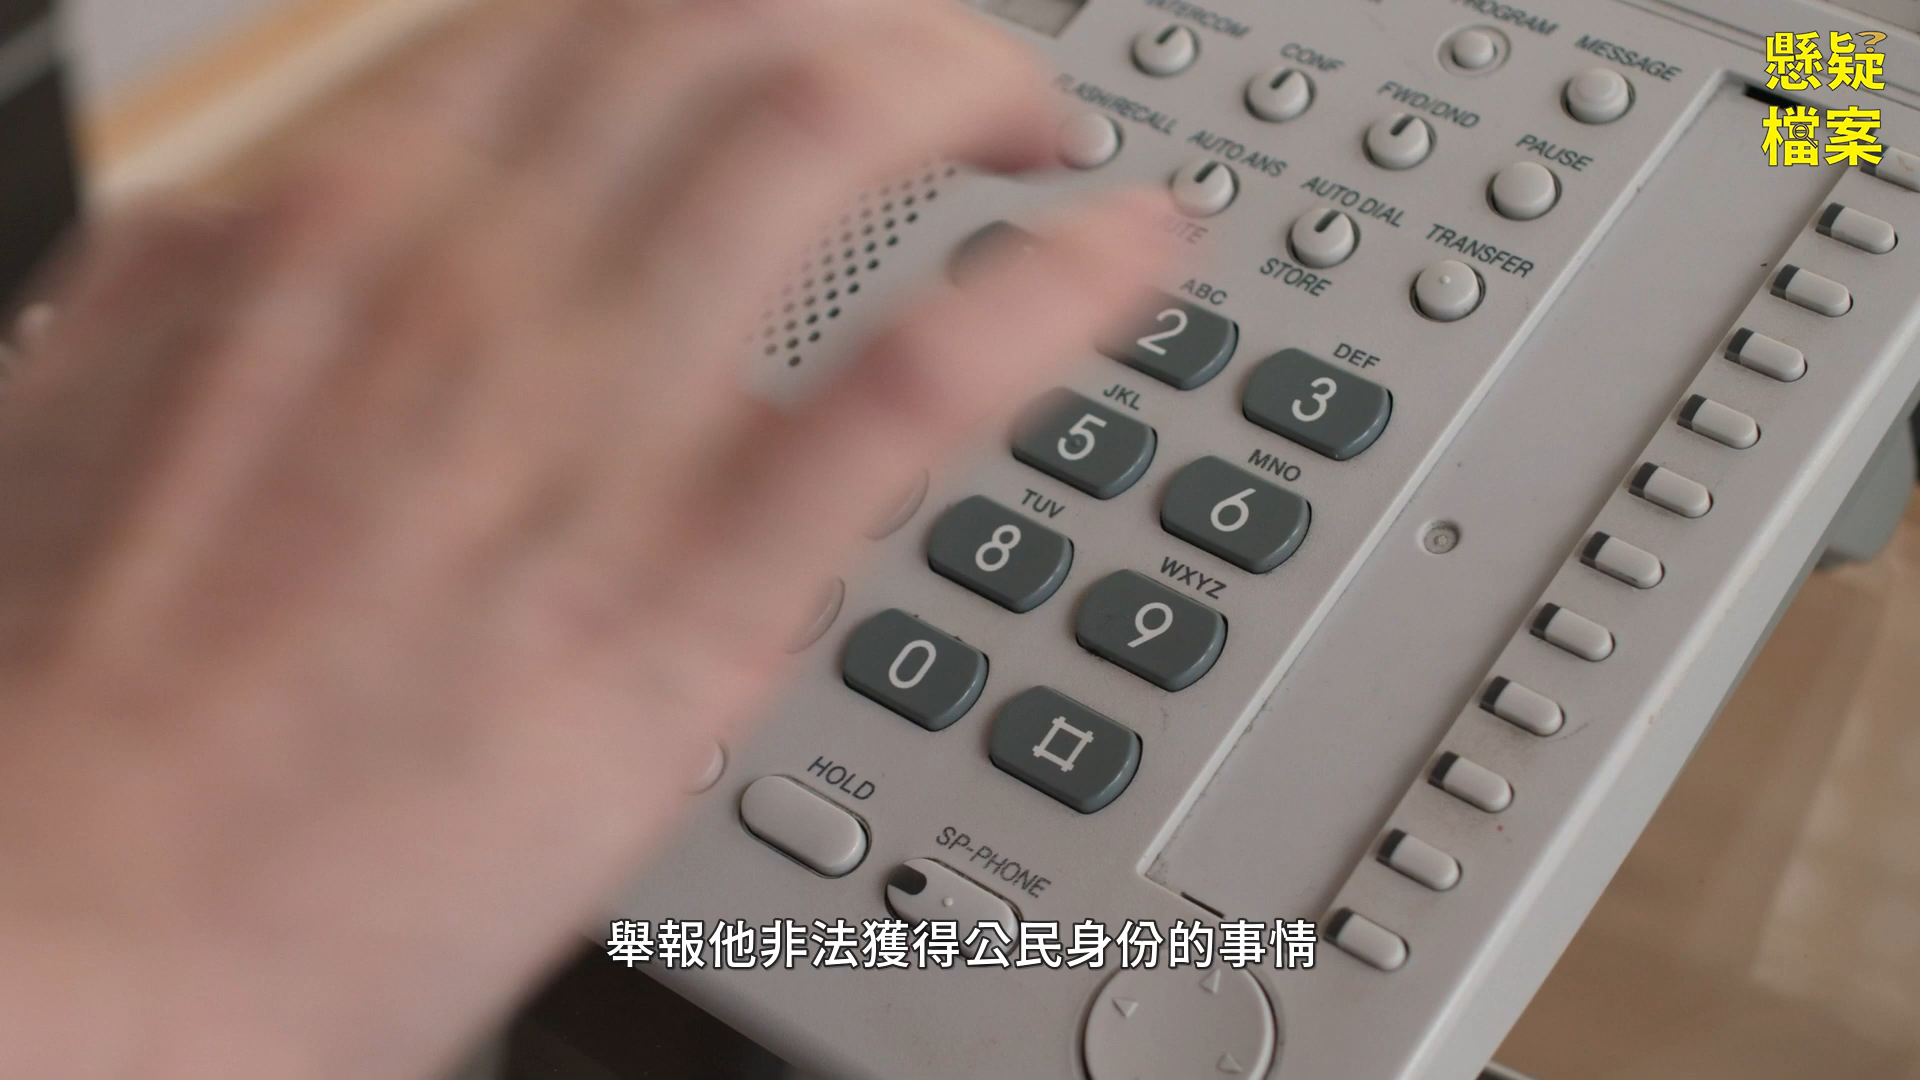 懸疑?
檔案
INTERCOM
PROGRAM
MESSAGE
CONF
FWD/DND
PAUSE
FLASH/RECALL
AUTO ANS
AUTO DIAL
TRANSFER
STORE
ABC
2
DEF
3
JKL
5
MNO
6
TUV
8
WXYZ
9
0
#
HOLD
SP-PHONE
舉報他非法獲得公民身份的事情